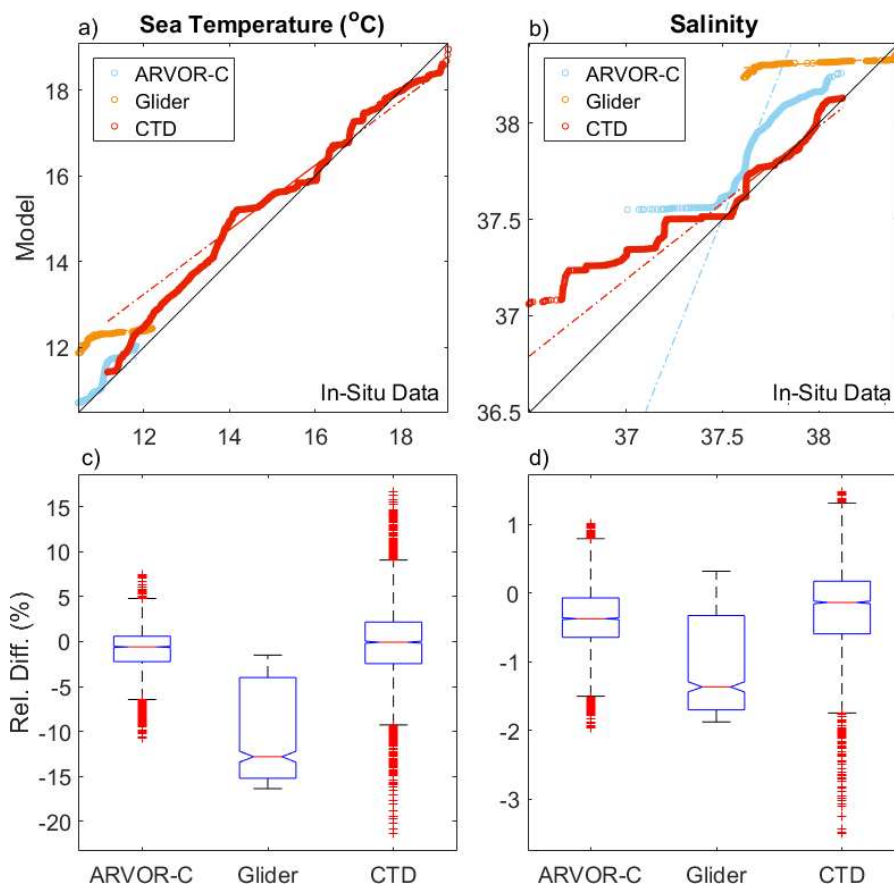 a) Sea Temperature (°C)
ARVOR-C
Glider
CTD
18
16
14
12
Model
In-Situ Data
12 14 16 18
b) Salinity
ARVOR-C
Glider
CTD
38
37.5
37
36.5
In-Situ Data
37 37.5 38
c)
15
10
5
0
-5
-10
-15
-20
Rel. Diff. (%)
ARVOR-C Glider CTD
d)
1
0
-1
-2
-3
ARVOR-C Glider CTD